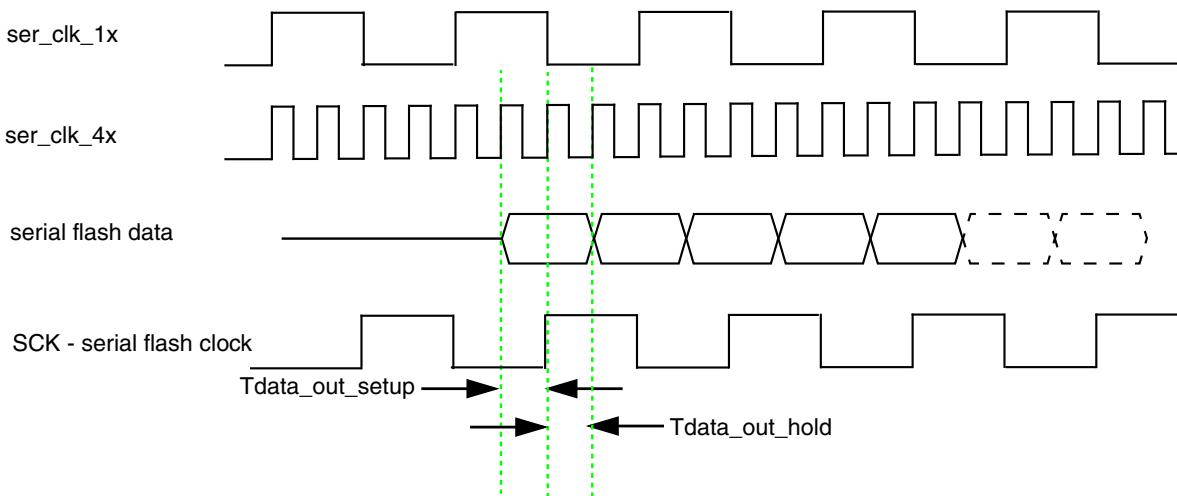 ser_clk_1x
ser_clk_4x
serial flash data
SCK - serial flash clock
Tdata_out_setup
Tdata_out_hold